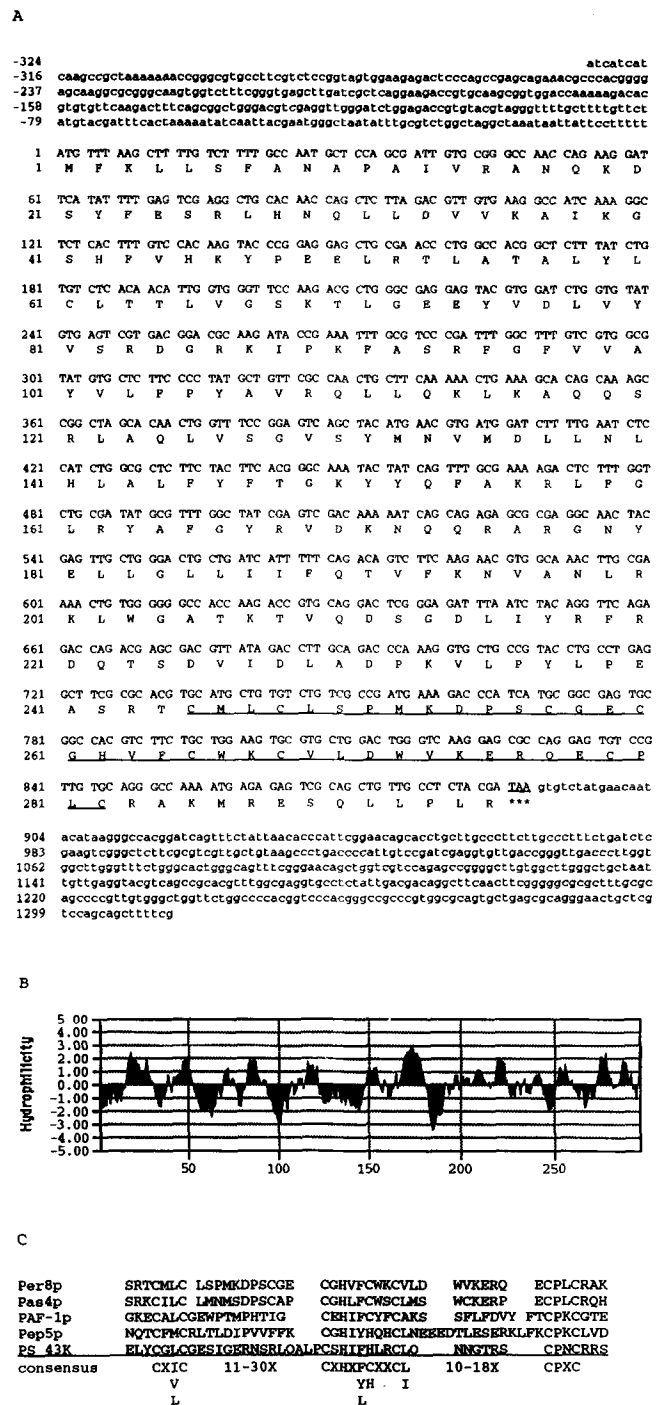 A
-324 atcatcat
-316 caagccgctaaaaaaaccgggcgtgccttcgtctccggtagtggaagagactcccagccgagcagaaacgcccacgggg
-237 agcaaggcgcgggcaagtggtctttcgggtgagcttgatcgctcaggaagaccgtgcaagcggtgaccaaaaagacac
-158 gtgtgttcaagactttcagcggctgggacgtcgaggttgggatctggagaccgtgtacgtagggttttgcttttgttct
-79 atgtacgatttcactaaaaatatcaattacgaatgggctaatatttgcgtctggctaggctaaataattattccttttt
1 ATG TTT AAG CTT TTG TCT TTT GCC AAT GCT CCA GCG ATT GTG CGG GCC AAC CAG AAG GAT
1 M F K L L S F A N A P A I V R A N Q K D
61 TCA TAT TTT GAG TCG AGG CTG CAC AAC CAG CTC TTA GAC GTT GTG AAG GCC ATC AAA GGC
21 S Y F E S R L H N Q L L D V V K A I K G
121 TCT CAC TTT GTC CAC AAG TAC CCG GAG GAG CTG CGA ACC CTG GCC ACG GCT CTT TAT CTG
41 S H F V H K Y P E E L R T L A T A L Y L
181 TGT CTC ACA ACA TTG GTG GGT TCC AAG ACG CTG GGC GAG GAG TAC GTG GAT CTG GTG TAT
61 C L T T L V G S K T L G E E Y V D L V Y
241 GTG AGT CGT GAC GGA CGC AAG ATA CCG AAA TTT GCG TCC CGA TTT GGC TTT GTC GTG GCG
81 V S R D G R K I P K F A S R F G F V V A
301 TAT GTG CTC TTC CCC TAT GCT GTT CGC CAA CTG CTT CAA AAA CTG AAA GCA CAG CAA AGC
101 Y V L F P Y A V R Q L L Q K L K A Q Q S
361 CGG CTA GCA CAA CTG GTT TCC GGA GTC AGC TAC ATG AAC GTG ATG GAT CTT TTG AAT CTC
121 R L A Q L V S G V S Y M N V M D L L N L
421 CAT CTG GCG CTC TTC TAC TTC ACG GGC AAA TAC TAT CAG TTT GCG AAA AGA CTC TTT GGT
141 H L A L F Y F T G K Y Y Q F A K R L F G
481 CTG CGA TAT GCG TTT GGC TAT CGA GTC GAC AAA AAT CAG CAG AGA GCG CGA GGC AAC TAC
161 L R Y A F G Y R V D K N Q Q R A R G N Y
541 GAG TTG CTG GGA CTG CTG ATC ATT TTT CAG ACA GTC TTC AAG AAC GTG GCA AAC TTG CGA
181 E L L G L L I I F Q T V F K N V A N L R
601 AAA CTG TGG GGG GCC ACC AAG ACC GTG CAG GAC TCG GGA GAT TTA ATC TAC AGG TTC AGA
201 K L W G A T K T V Q D S G D L I Y R F R
661 GAC CAG ACG AGC GAC GTT ATA GAC CTT GCA GAC CCA AAG GTG CTG CCG TAC CTG CCT GAG
221 D Q T S D V I D L A D P K V L P Y L P E
721 GCT TCG CGC ACG TGC ATG CTG TGT CTG TCG CCG ATG AAA GAC CCA TCA TGC GGC GAG TGC
241 A S R T C M L C L S P M K D P S C G E C
781 GGC CAC GTC TTC TGC TGG AAG TGC GTG CTG GAC TGG GTC AAG GAG CGC CAG GAG TGT CCG
261 G H V F C W K C V L D W V K E R Q E C P
841 TTG TGC AGG GCC AAA ATG AGA GAG TCG CAG CTG TTG CCT CTA CGA TAA gtgtctatgaacaat
281 L C R A K M R E S Q L L P L R ***
904 acataagggccacggatcagtttctattaacacccattcggaacagcacctgcttgcccttcttgccctttctgatctc
983 gaagtcgggctcttcgcgtcgttgctgtaagccctgaccccattgtccgatcgaggtgttgaccgggttgacccttggt
1062 ggcttgggtttctgggcactgggcagtttcgggaacagctggtcgtccagagccggggcttgtggcttgggctgctaat
1141 tgttgaggtacgtcagccgcacgtttggcgaggtgcctctattgacgacaggcttcaacttcgggggcgcgctttgcgc
1220 agccccgttgtgggctggttctggccccacggtcccacgggccgcccgtggcgcagtgctgagcgcagggaactgctcg
1299 tccagcagcttttcg
B
Hydrophilicity
5 00
4.00
3.00
2.00
1.00
0.00
-1.00
-2.00
-3.00
-4.00
-5.00
50 100 150 200 250
C
Per8p SRTCMLC LSPMKDPSCGE CGHVFCWKCVLD WVKERQ ECPLCRAK
Pas4p SRKCILC LMNMSDPSCAP CGHLFCWSCLMS WCKERP ECPLCRQH
PAF-1p GKECALCGEWPTMPHTIG CEHIFCYFCAKS SFLFDVY FTCPKCGTE
Pep5p NQTCFMCRLTLDIPVVFFK CGHIYHQHCLNEEEDTLESERKLFKCPKCLVD
PS 43K ELYCGLCGESIGERNSRLQALPCSHIFHLRCLQ NNGTRS CPNCRRS
consensus CXIC 11-30X CXHXFCXXCL 10-18X CPXC
V YH I
L L